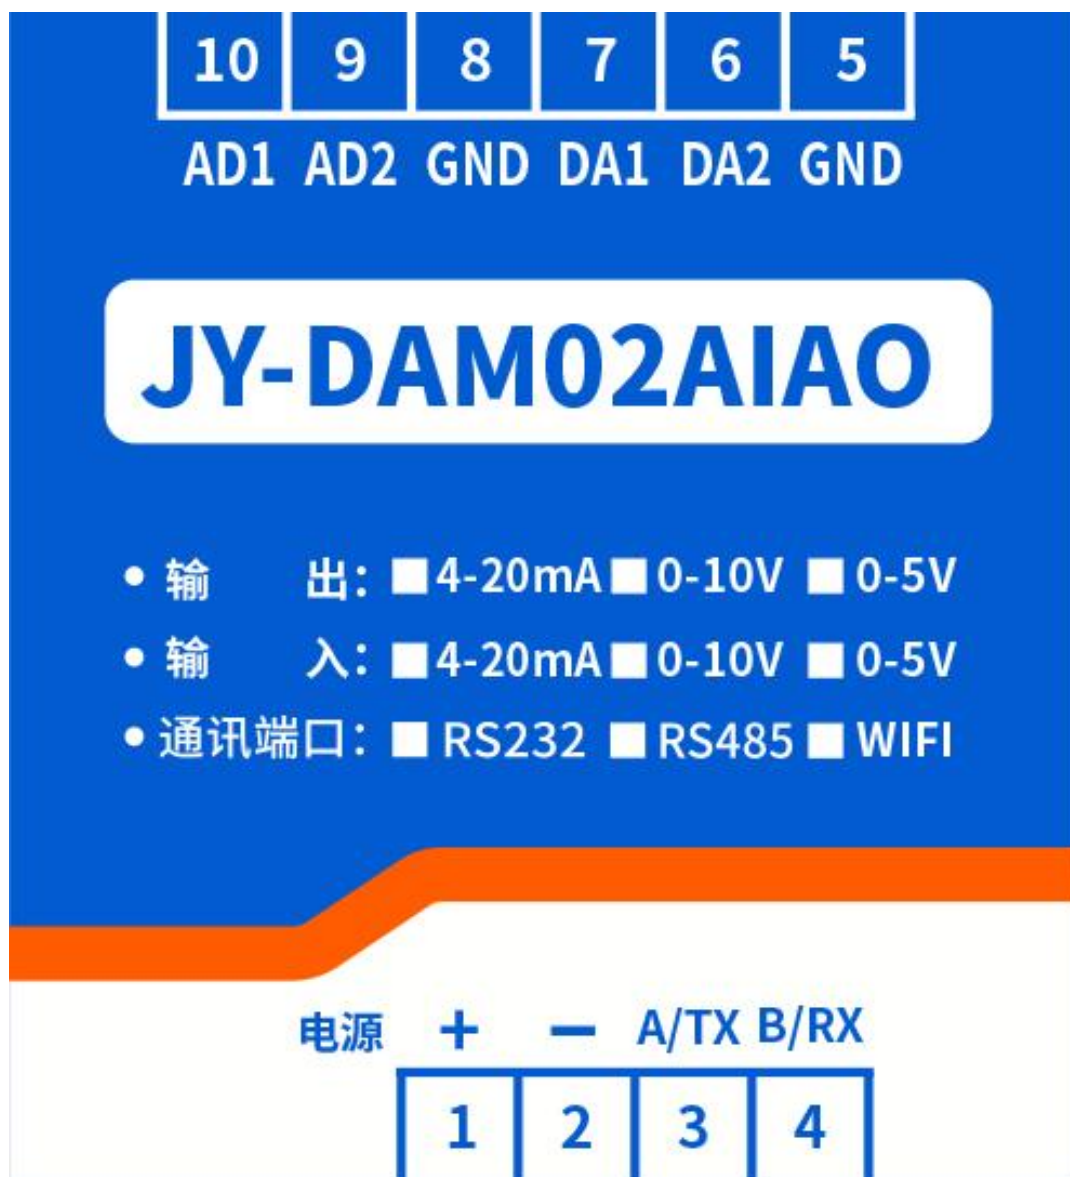 10 9 8 7 6 5
AD1 AD2 GND DA1 DA2 GND
JY-DAM02AIAO
• 输 出：■4-20mA■0-10V ■0-5V
• 输 入：■4-20mA■0-10V ■0-5V
• 通讯端口：■RS232 ■RS485■WIFI
电源 + − A/TX B/RX
1 2 3 4